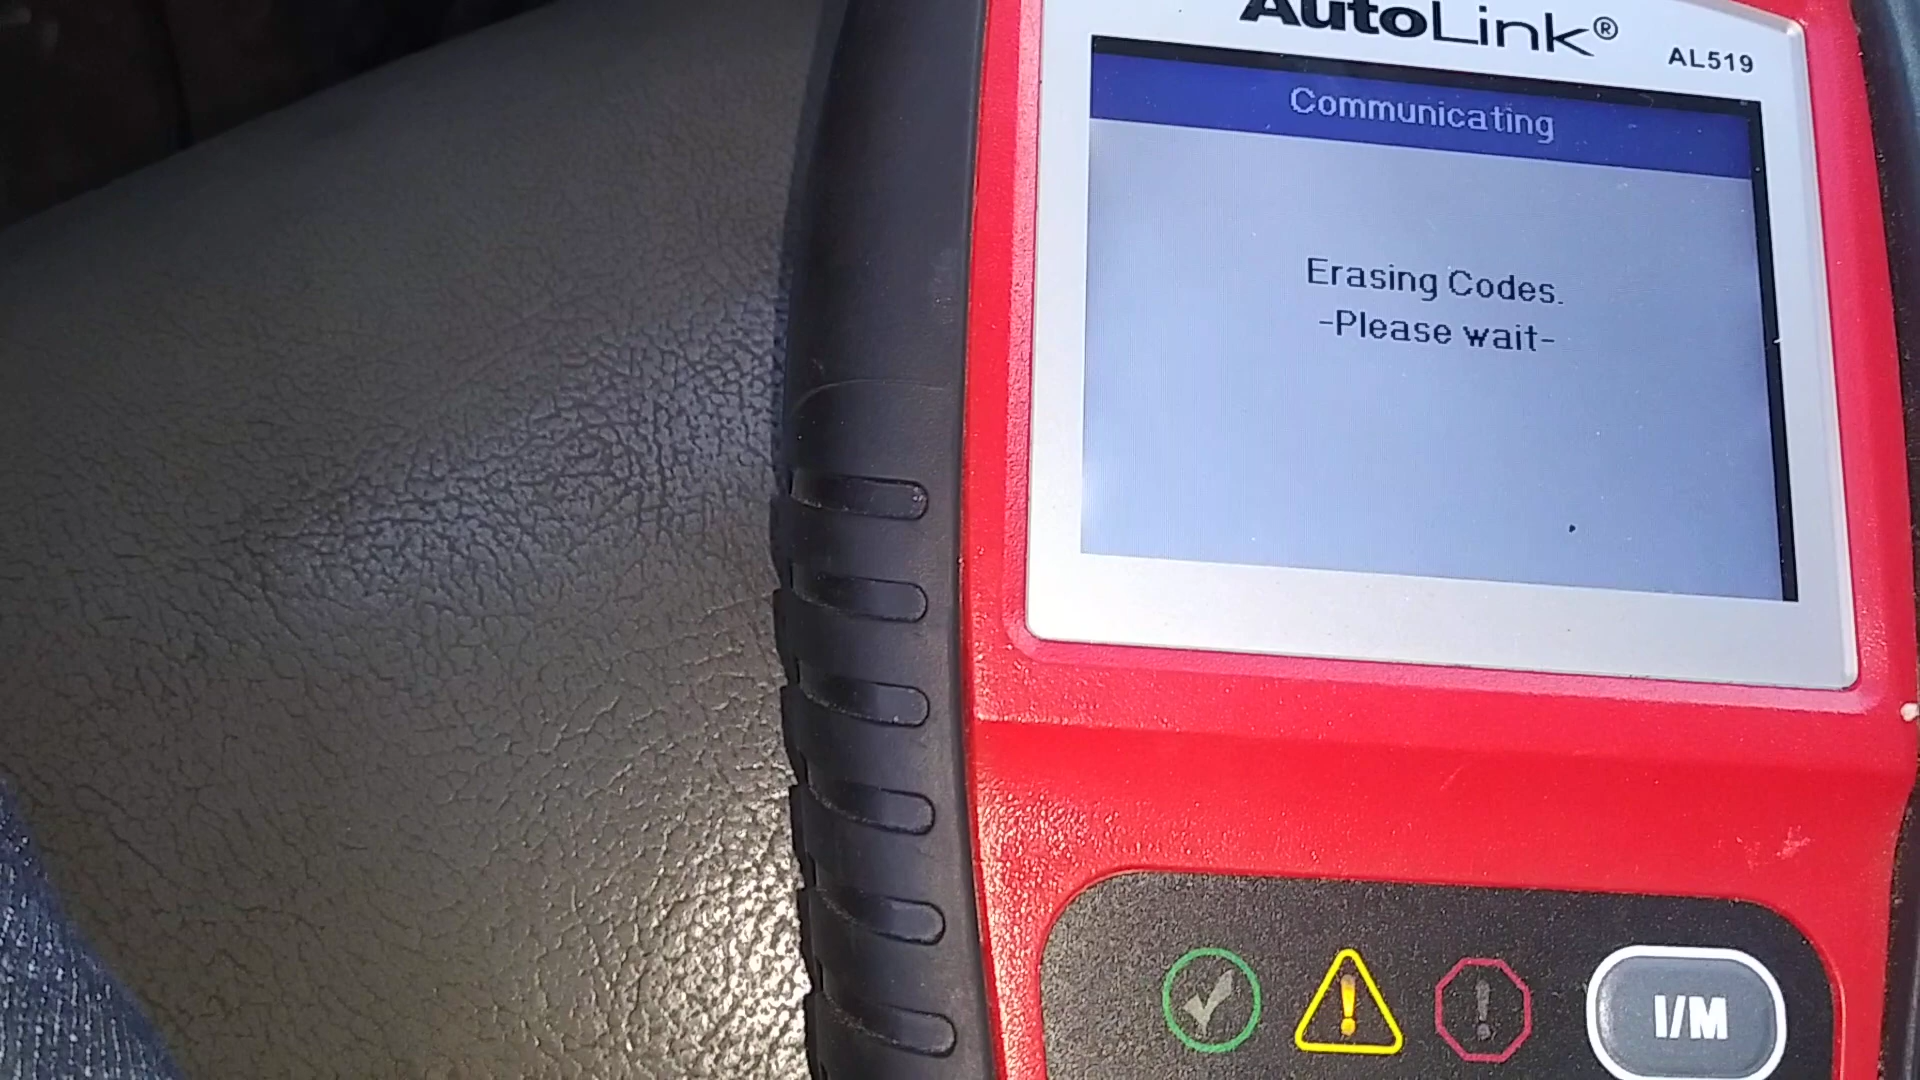 AutoLink®
AL519
Communicating
Erasing Codes.
-Please wait-
I/M